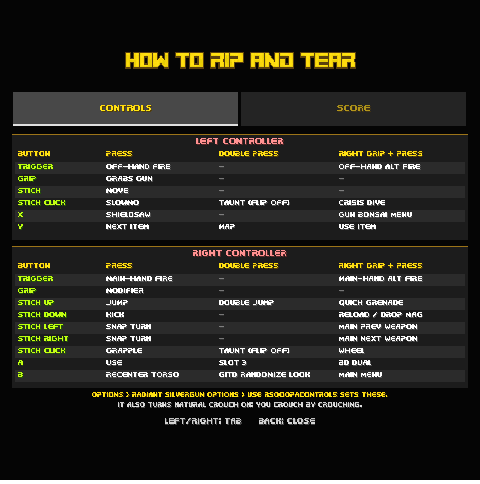 HOW TO RIP AND TEAR
CONTROLS SCORE
LEFT CONTROLLER
BUTTON PRESS DOUBLE PRESS RIGHT GRIP + PRESS
TRIGGER OFF-HAND FIRE — OFF-HAND ALT FIRE
GRIP GRABS GUN — —
STICK MOVE — —
STICK CLICK SLOWMO TAUNT (FLIP OFF) CRISIS DIVE
X SHIELDSAW — GUN BONSAI MENU
Y NEXT ITEM MAP USE ITEM
RIGHT CONTROLLER
BUTTON PRESS DOUBLE PRESS RIGHT GRIP + PRESS
TRIGGER MAIN-HAND FIRE — MAIN-HAND ALT FIRE
GRIP MODIFIER — —
STICK UP JUMP DOUBLE JUMP QUICK GRENADE
STICK DOWN KICK — RELOAD / DROP MAG
STICK LEFT SNAP TURN — MAIN PREV WEAPON
STICK RIGHT SNAP TURN — MAIN NEXT WEAPON
STICK CLICK GRAPPLE TAUNT (FLIP OFF) WHEEL
A USE SLOT 3 BD DUAL
B RECENTER TORSO GITD RANDOMIZE LOOK MAIN MENU
OPTIONS > RADIANT SILVERGUN OPTIONS > USE RSOOOPACONTROLS SETS THESE.
IT ALSO TURNS NATURAL CROUCH ON: YOU CROUCH BY CROUCHING.
LEFT/RIGHT: TAB BACK: CLOSE